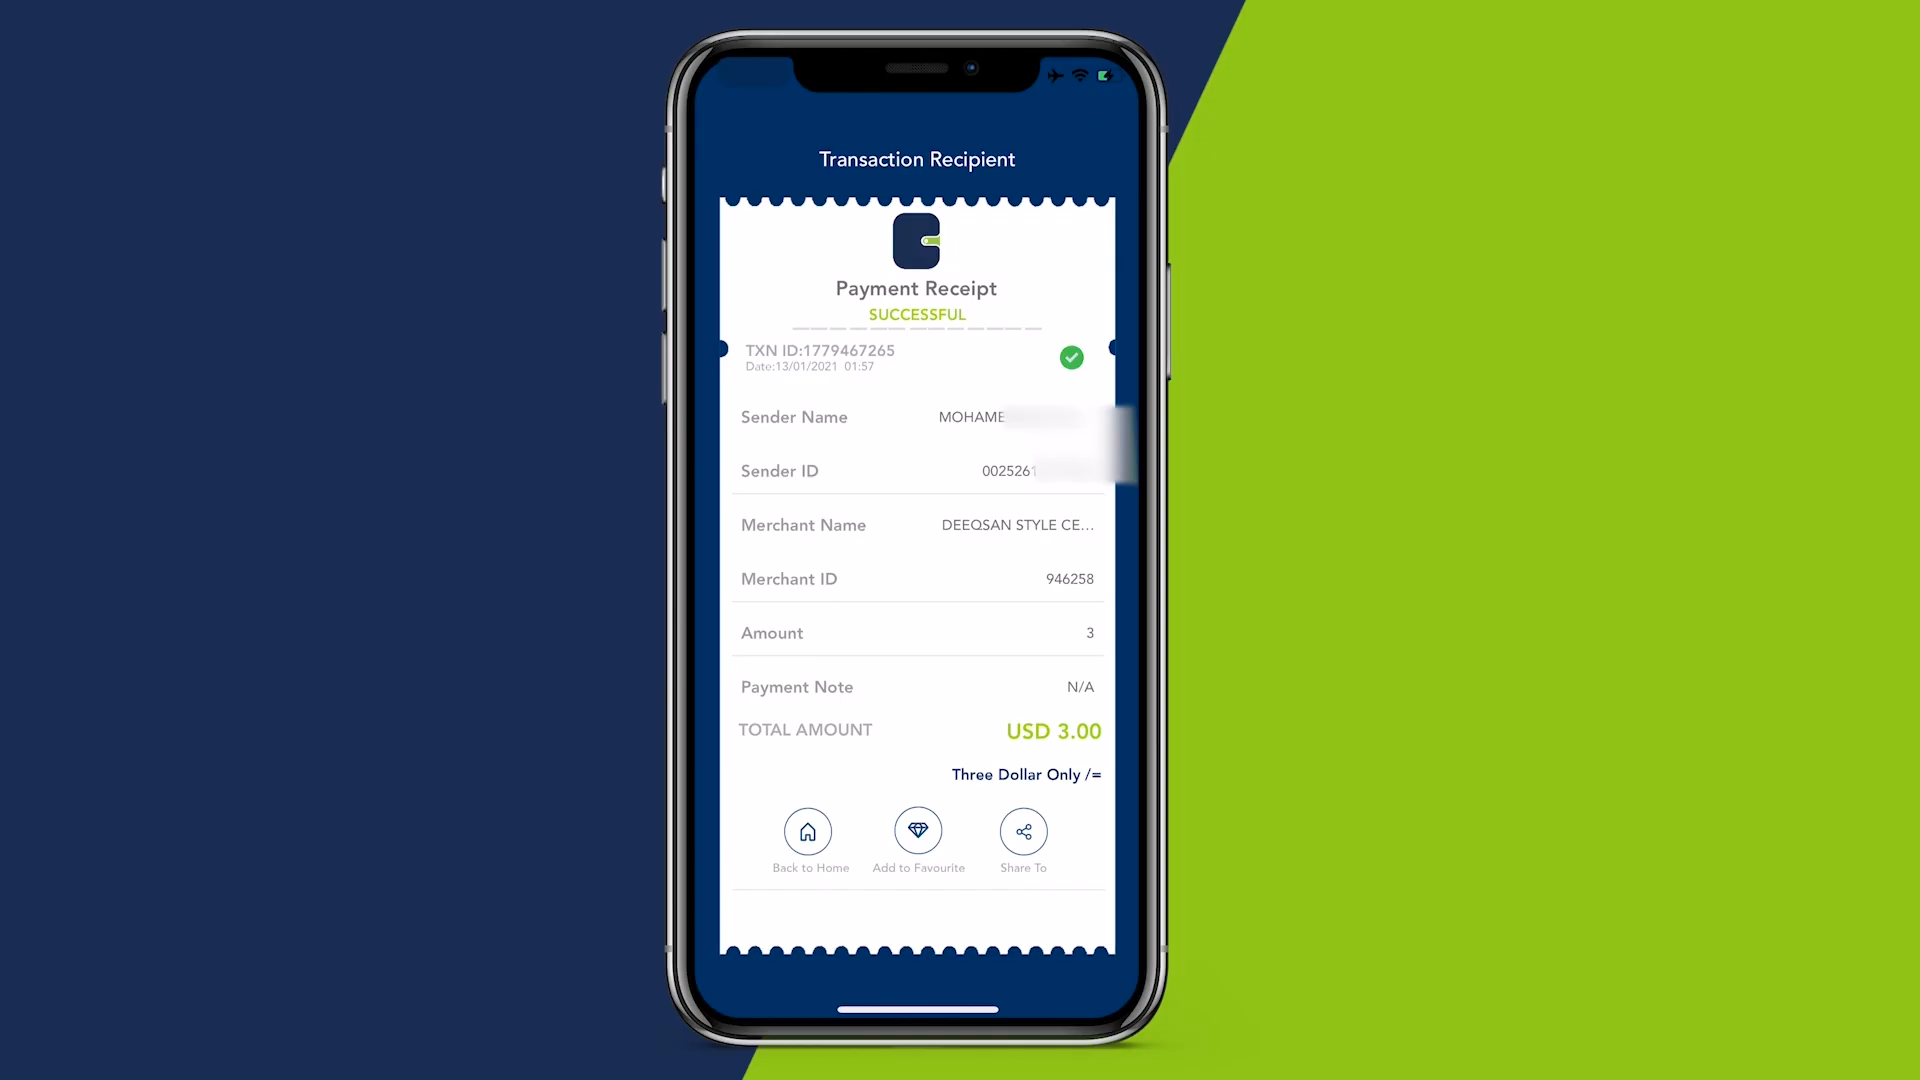 Transaction Recipient
Payment Receipt
SUCCESSFUL
TXN ID:1779467265
Date:13/01/2021 01:57
Sender Name MOHAME
Sender ID 0025261
Merchant Name DEEQSAN STYLE CE...
Merchant ID 946258
Amount 3
Payment Note N/A
TOTAL AMOUNT USD 3.00
Three Dollar Only /=
Back to Home Add to Favourite Share To